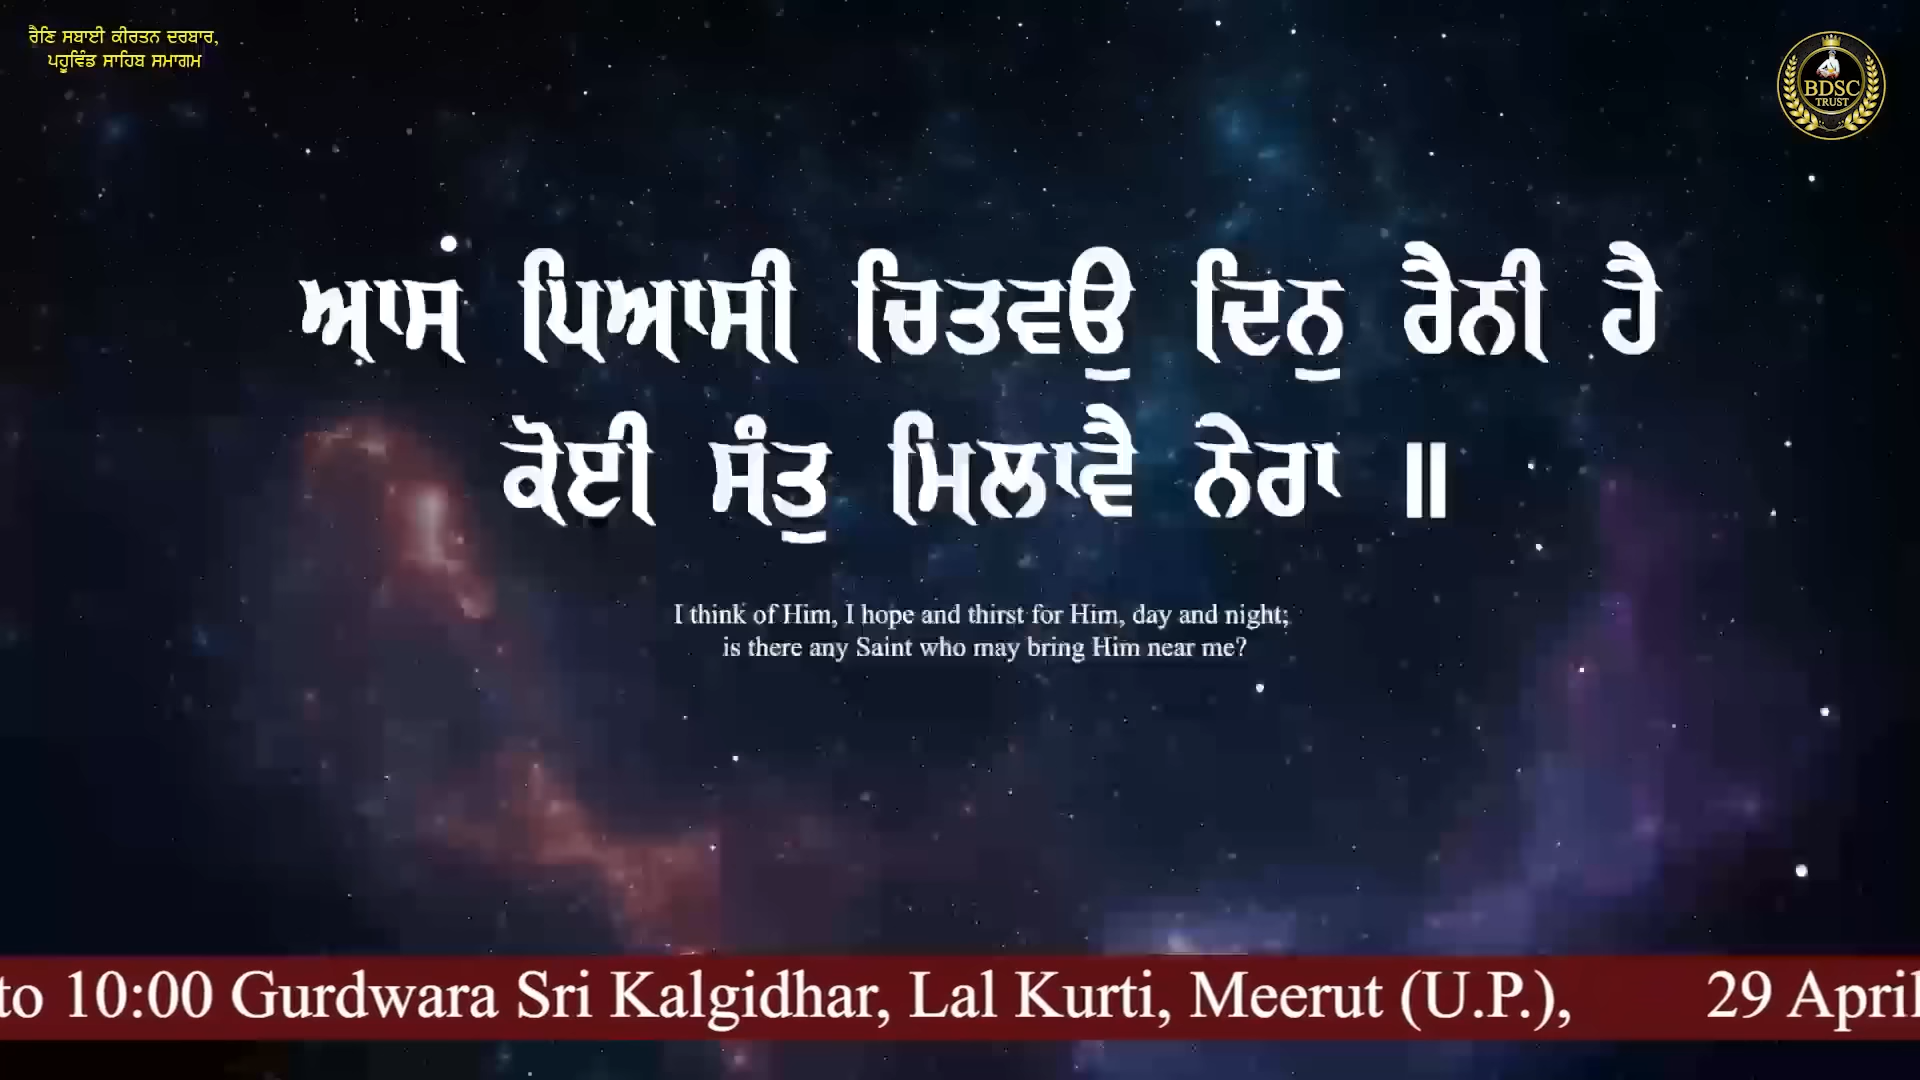 ਰੈਣਿ ਸਬਾਈ ਕੀਰਤਨ ਦਰਬਾਰ,
ਪਹੂਵਿੰਡ ਸਾਹਿਬ ਸਮਾਗਮ
BDSC
TRUST
ਆਸ ਪਿਆਸੀ ਚਿਤਵਉ ਦਿਨੁ ਰੈਨੀ ਹੈ
ਕੋਈ ਸੰਤੁ ਮਿਲਾਵੈ ਨੇਰਾ ॥
I think of Him, I hope and thirst for Him, day and night;
is there any Saint who may bring Him near me?
to 10:00 Gurdwara Sri Kalgidhar, Lal Kurti, Meerut (U.P.), 29 April